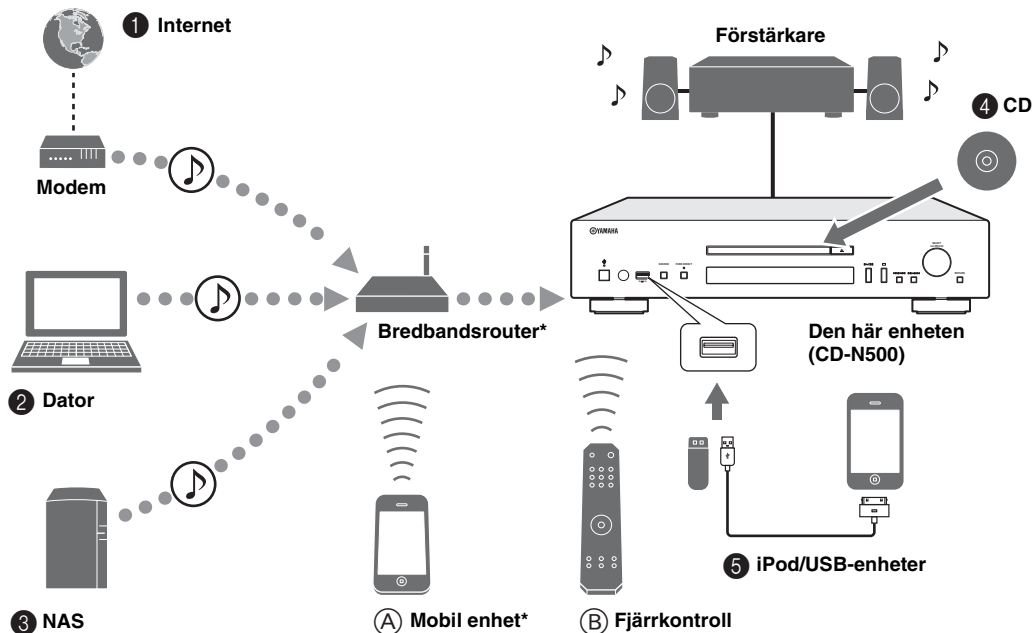 1 Internet
Förstärkare
4 CD
Modem
YAMAHA
Bredbandsrouter*
Den här enheten
(CD-N500)
2 Dator
5 iPod/USB-enheter
3 NAS
A Mobil enhet*
B Fjärrkontroll